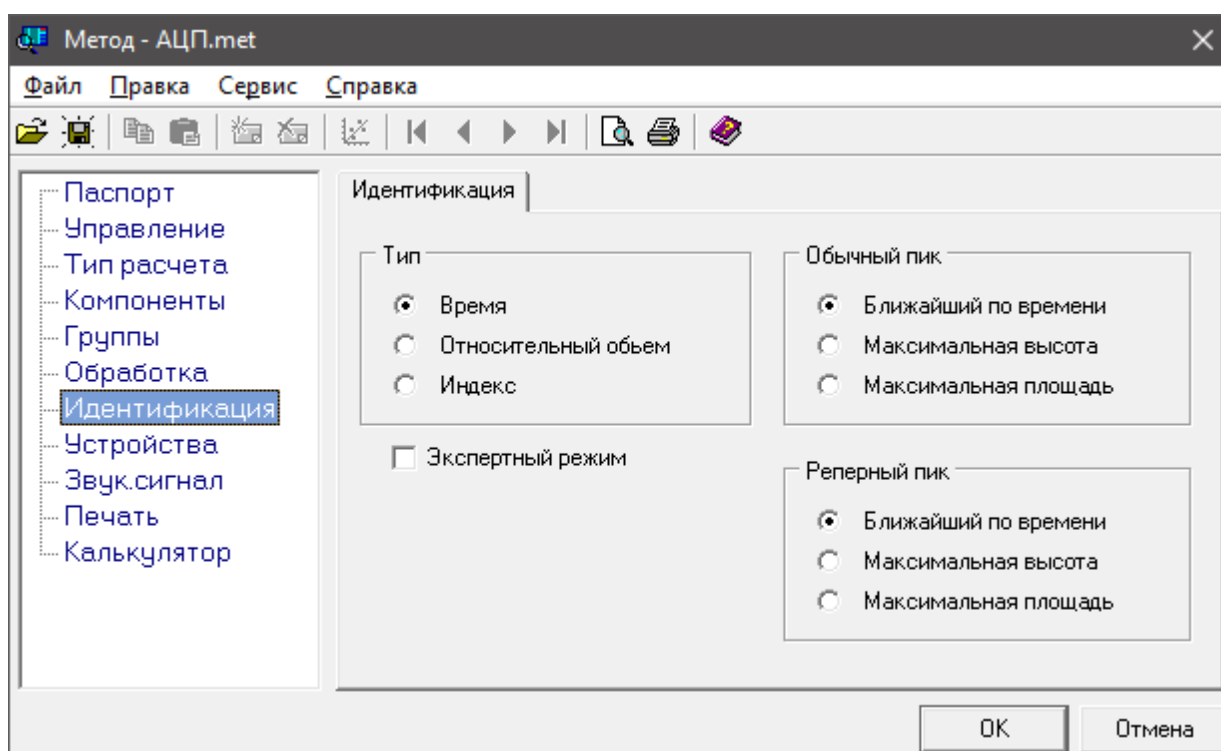 Метод - АЦП.met
Файл Правка Сервис Справка
Паспорт
Управление
Тип расчета
Компоненты
Группы
Обработка
Идентификация
Устройства
Звук.сигнал
Печать
Калькулятор
Идентификация
Тип
Время
Относительный обьем
Индекс
Экспертный режим
Обычный пик
Ближайший по времени
Максимальная высота
Максимальная площадь
Реперный пик
Ближайший по времени
Максимальная высота
Максимальная площадь
OK Отмена